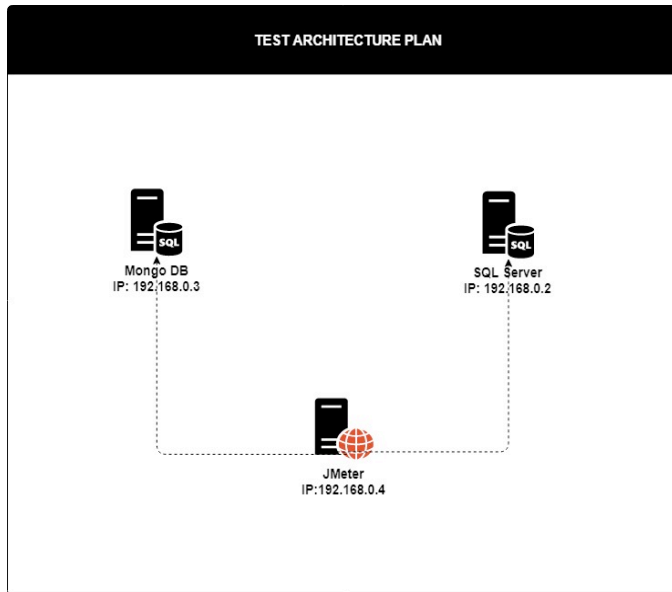 TEST ARCHITECTURE PLAN
SQL
Mongo DB
IP: 192.168.0.3
SQL
SQL Server
IP: 192.168.0.2
JMeter
IP:192.168.0.4